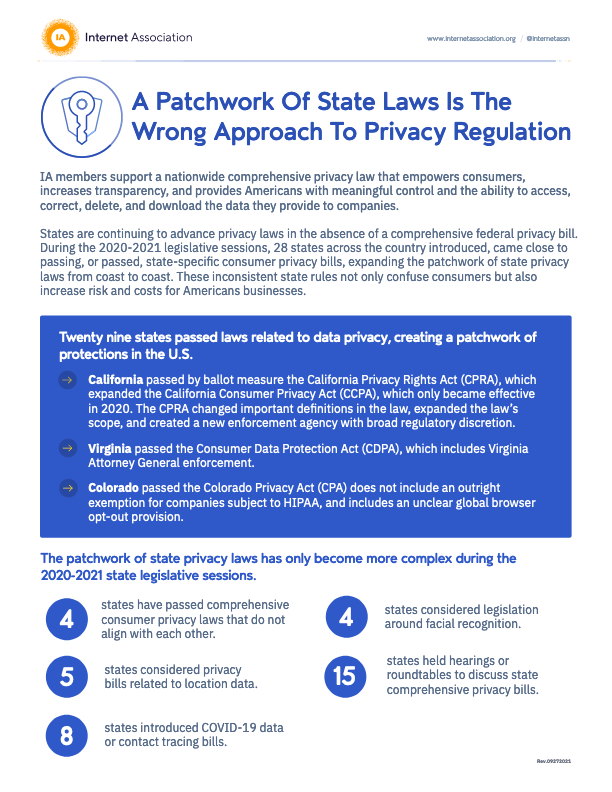 IA Internet Association
www.internetassociation.org / @internetassn
A Patchwork Of State Laws Is The
Wrong Approach To Privacy Regulation
IA members support a nationwide comprehensive privacy law that empowers consumers,
increases transparency, and provides Americans with meaningful control and the ability to access,
correct, delete, and download the data they provide to companies.
States are continuing to advance privacy laws in the absence of a comprehensive federal privacy bill.
During the 2020-2021 legislative sessions, 28 states across the country introduced, came close to
passing, or passed, state-specific consumer privacy bills, expanding the patchwork of state privacy
laws from coast to coast. These inconsistent state rules not only confuse consumers but also
increase risk and costs for Americans businesses.
Twenty nine states passed laws related to data privacy, creating a patchwork of
protections in the U.S.
California passed by ballot measure the California Privacy Rights Act (CPRA), which
expanded the California Consumer Privacy Act (CCPA), which only became effective
in 2020. The CPRA changed important definitions in the law, expanded the law's
scope, and created a new enforcement agency with broad regulatory discretion.
Virginia passed the Consumer Data Protection Act (CDPA), which includes Virginia
Attorney General enforcement.
Colorado passed the Colorado Privacy Act (CPA) does not include an outright
exemption for companies subject to HIPAA, and includes an unclear global browser
opt-out provision.
The patchwork of state privacy laws has only become more complex during the
2020-2021 state legislative sessions.
4
states have passed comprehensive
consumer privacy laws that do not
align with each other.
4
states considered legislation
around facial recognition.
5
states considered privacy
bills related to location data.
15
states held hearings or
roundtables to discuss state
comprehensive privacy bills.
8
states introduced COVID-19 data
or contact tracing bills.
Rev.09272021